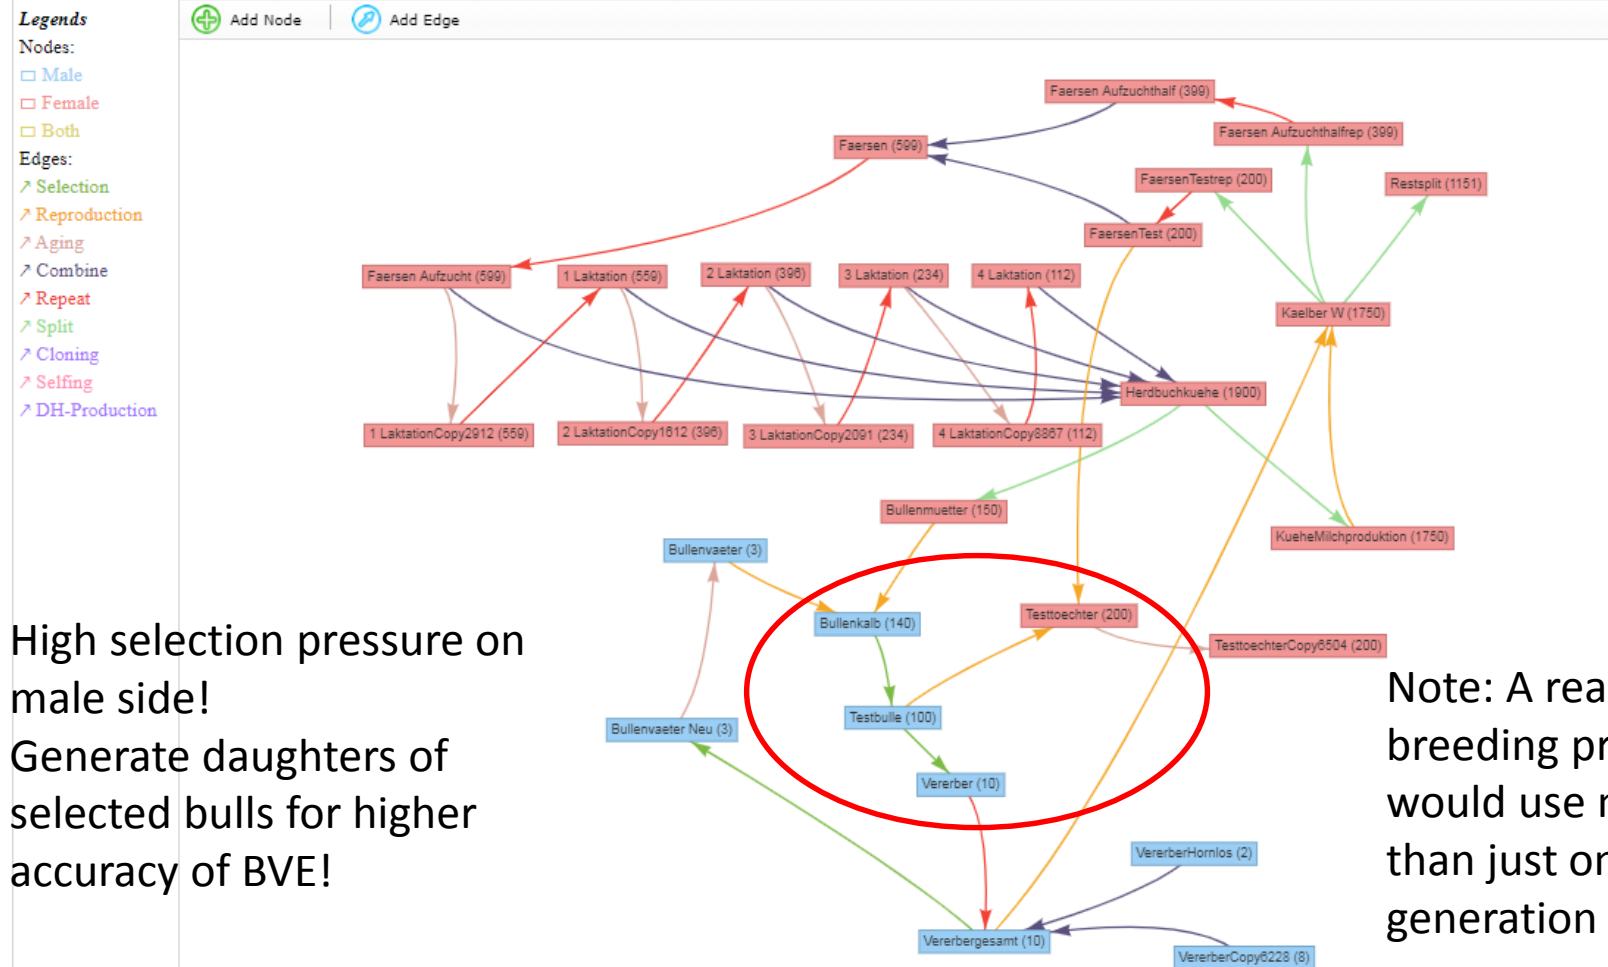 Legends
Nodes:
Male
Female
Both
Edges:
Selection
Reproduction
Aging
Combine
Repeat
Split
Cloning
Selfing
DH-Production
Add Node
Add Edge
Faersen Aufzuchthalf (399)
Faersen Aufzuchthalfrep (399)
Faersen (599)
FaersenTestrep (200)
Restsplit (1151)
FaersenTest (200)
Faersen Aufzucht (599)
1 Laktation (559)
2 Laktation (396)
3 Laktation (234)
4 Laktation (112)
Kaelber W (1750)
Herdbuchkuehe (1900)
1 LaktationCopy2912 (559)
2 LaktationCopy1612 (396)
3 LaktationCopy2091 (234)
4 LaktationCopy8867 (112)
Bullenmuetter (150)
KueheMilchproduktion (1750)
Bullenvaeter (3)
Bullenkalb (140)
Testtoechter (200)
TesttoechterCopy6504 (200)
Testbulle (100)
Bullenvaeter Neu (3)
Vererber (10)
VererberHornlos (2)
Vererbergesamt (10)
VererberCopy6228 (8)
High selection pressure on
male side!
Generate daughters of
selected bulls for higher
accuracy of BVE!
Note: A rea
breeding pr
would use
than just
generation